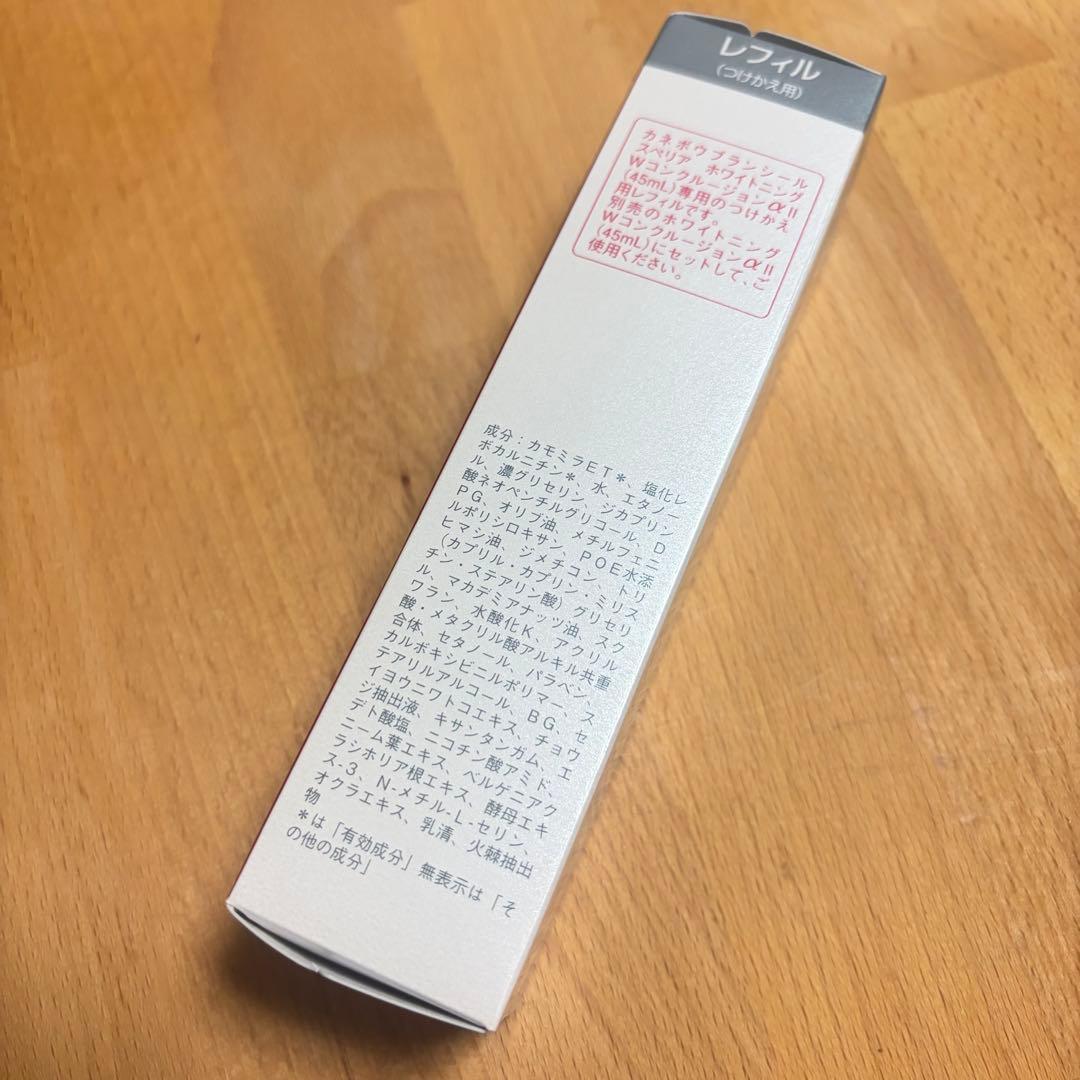 レフィル
(つけかえ用)
カネボウブランシール
スペリア ホワイトニング
WコンクルージョンαII
(45mL)専用のつけかえ
用レフィルです。
別売のホワイトニング
WコンクルージョンαII
(45mL)にセットして、ご
使用ください。
成分:カモミラET*、塩化レ
ボカルニチン*、水、エタノー
ル、濃グリセリン、ジカプリン
酸ネオペンチルグリコール、D
PG、オリブ油、メチルフェニ
ルポリシロキサン、POE水添
ヒマシ油、ジメチコン、トリ
(カプリル・カプリン・ミリス
チン・ステアリン酸)グリセリ
ル、マカデミアナッツ油、スク
ワラン、水酸化K、アクリル
酸・メタクリル酸アルキル共重
合体、セタノール、パラベン、
カルボキシビニルポリマー、ス
テアリルアルコール、BG、セ
イヨウニワトコエキス、チョウ
ジ抽出液、キサンタンガム、エ
デト酸塩、ニコチン酸アミド、
ニーム葉エキス、ベルゲニアク
ラシホリア根エキス、酵母エキ
ス-3、N-メチル-L-セリン、
オクラエキス、乳清、火棘抽出
物
*は「有効成分」無表示は「そ
の他の成分」